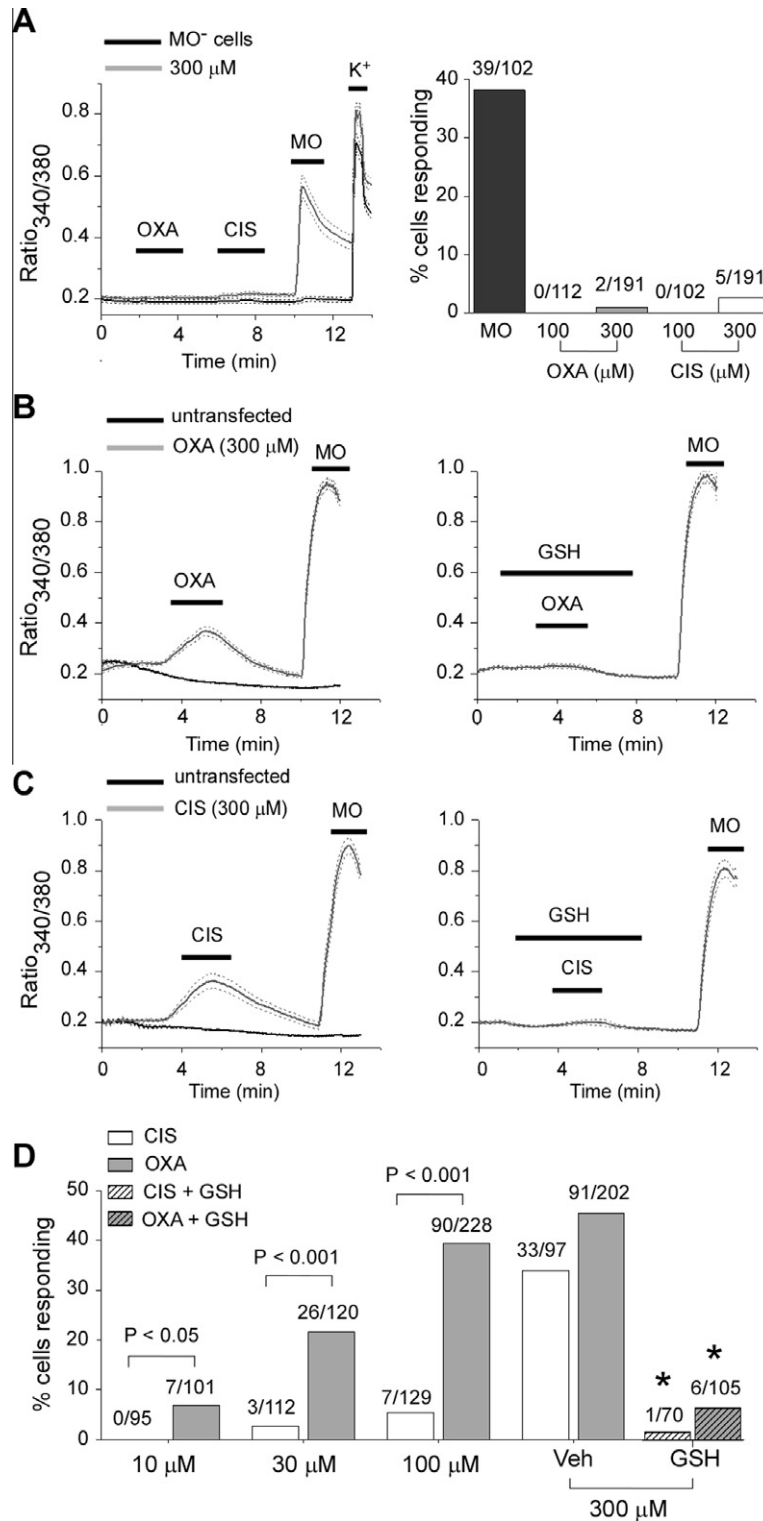 A
MO⁻ cells
300 µM
Ratio340/380
0.8
0.6
0.4
0.2
OXA
CIS
MO
K⁺
0 4 8 12
Time (min)
% cells responding
40
30
20
10
0
39/102
0/112
2/191
0/102
5/191
MO 100 300 100 300
OXA (µM) CIS (µM)
B
untransfected
OXA (300 µM)
Ratio340/380
1.0
0.8
0.6
0.4
0.2
OXA
MO
0 4 8 12
Time (min)
1.0
0.8
0.6
0.4
0.2
GSH
OXA
MO
0 4 8 12
Time (min)
C
untransfected
CIS (300 µM)
Ratio340/380
1.0
0.8
0.6
0.4
0.2
CIS
MO
0 4 8 12
Time (min)
1.0
0.8
0.6
0.4
0.2
GSH
CIS
MO
0 4 8 12
Time (min)
D
CIS
OXA
CIS + GSH
OXA + GSH
% cells responding
50
40
30
20
10
0
P < 0.05
0/95
7/101
P < 0.001
3/112
26/120
P < 0.001
7/129
90/228
33/97
91/202
*
1/70
*
6/105
10 µM 30 µM 100 µM Veh GSH
300 µM